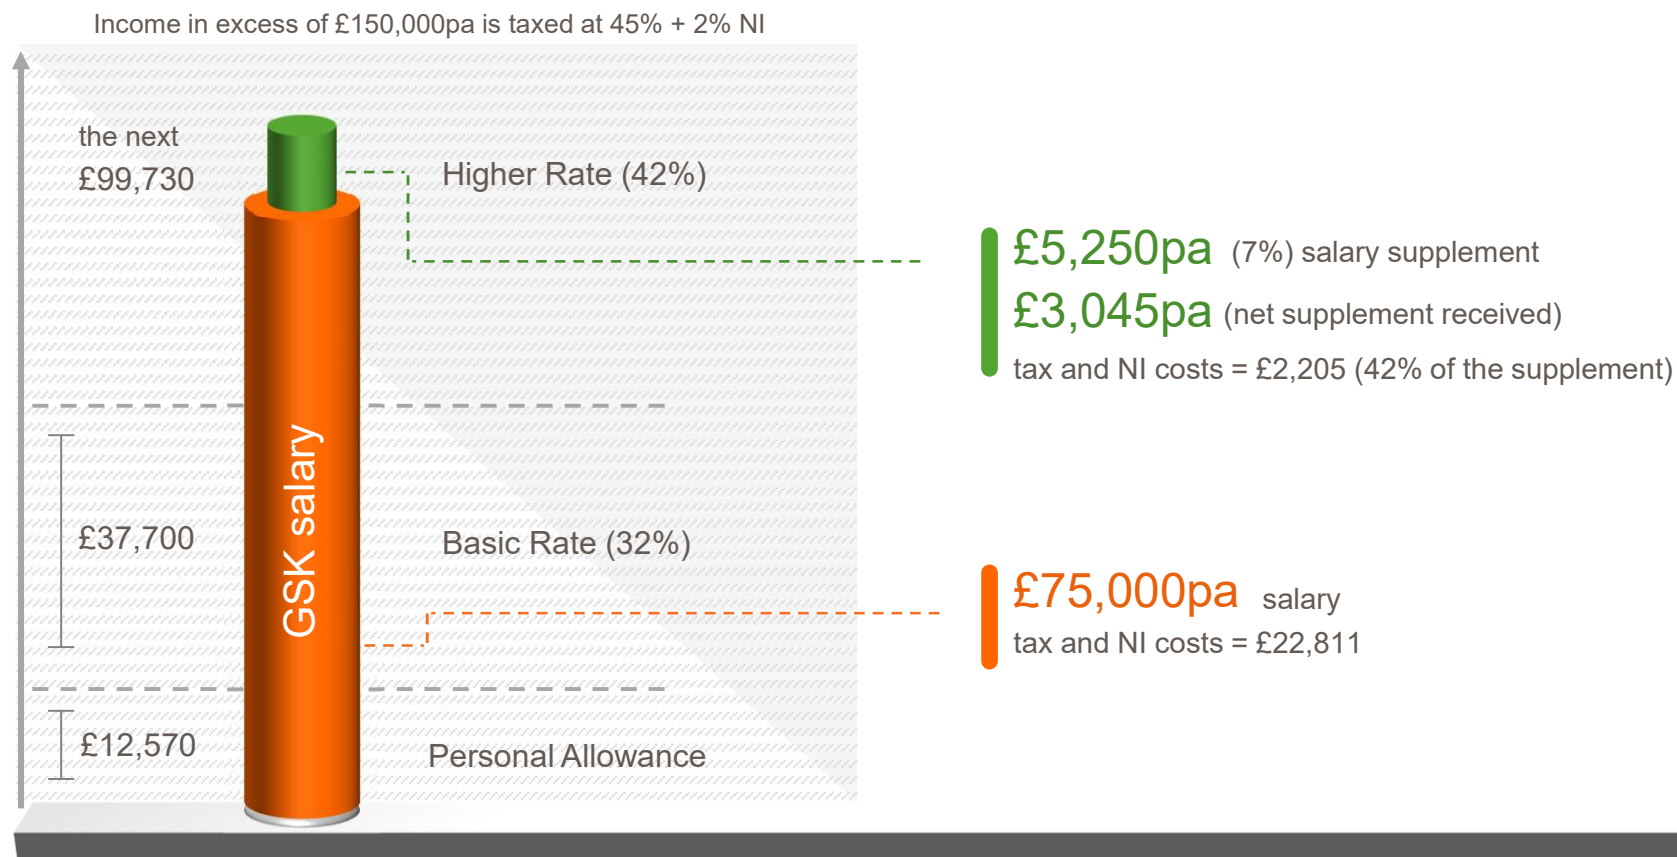 Income in excess of £150,000pa is taxed at 45% + 2% NI
the next
£99,730
Higher Rate (42%)
£5,250pa (7%) salary supplement
£3,045pa (net supplement received)
tax and NI costs = £2,205 (42% of the supplement)
GSK salary
£37,700
Basic Rate (32%)
£75,000pa salary
tax and NI costs = £22,811
£12,570
Personal Allowance